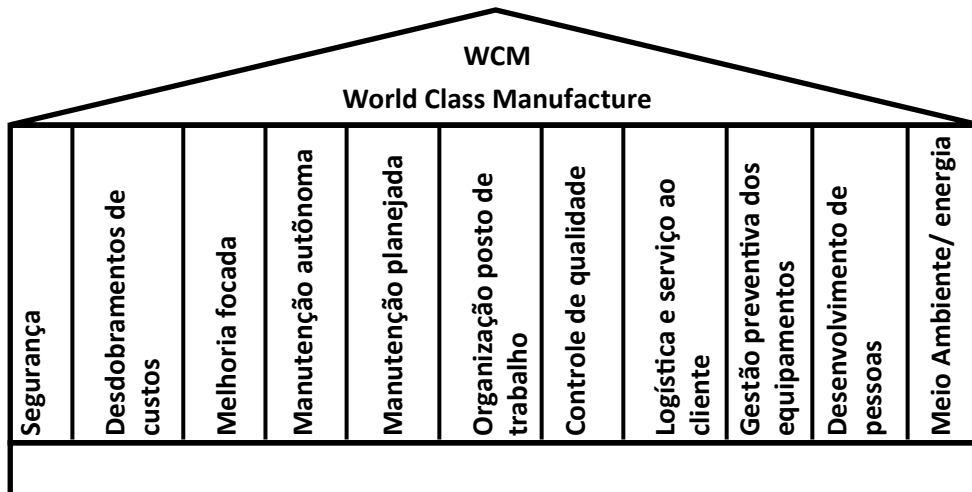 WCM
World Class Manufacture
Segurança
Desdobramentos de
custos
Melhoria focada
Manutenção autõnoma
Manutenção planejada
Organização posto de
trabalho
Controle de qualidade
Logística e serviço ao
cliente
Gestão preventiva dos
equipamentos
Desenvolvimento de
pessoas
Meio Ambiente/ energia